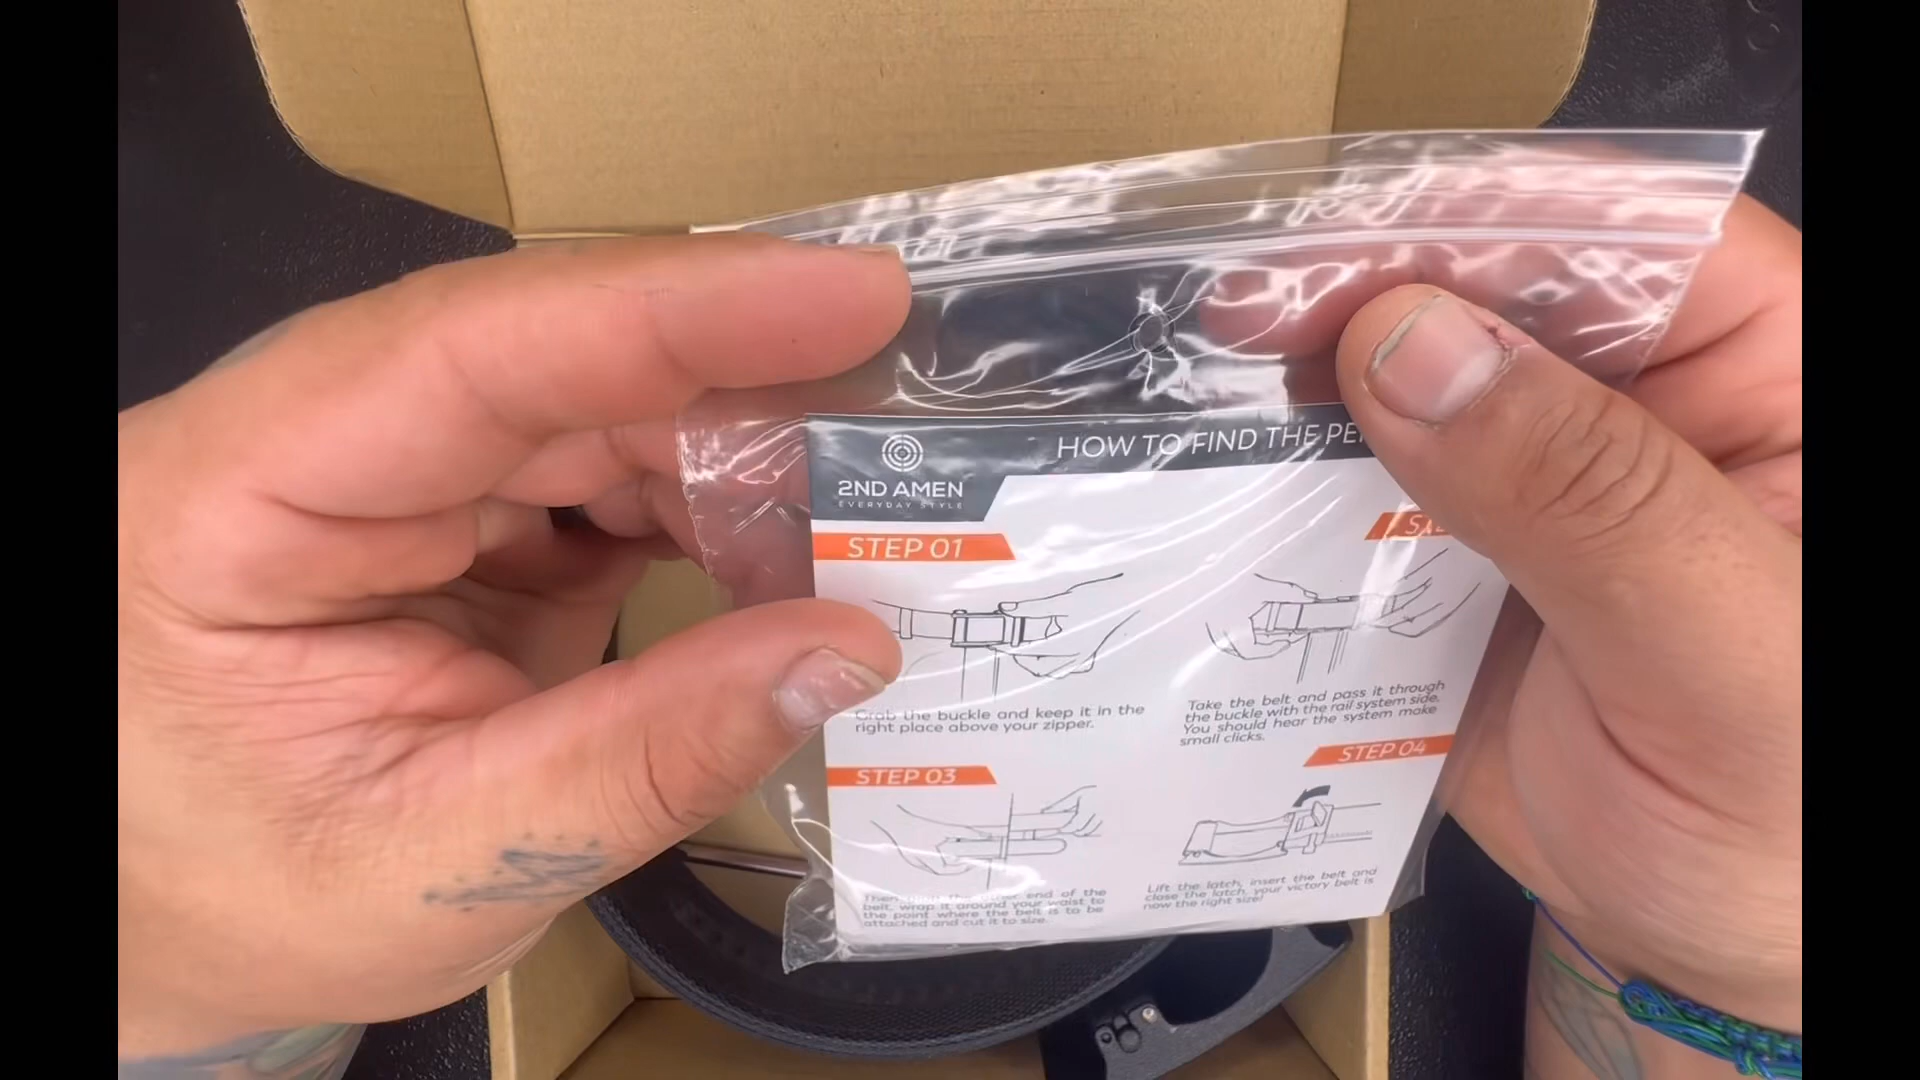 HOW TO FIND THE
2ND AMEN
EVERYDAY STYLE
STEP 01
Grab the buckle and keep it in the
right place above your zipper.
Take the belt and pass it through
the buckle with the rail system side.
You should hear the system make
small clicks.
STEP 03
end of the
belt, wrap it around your waist to
the point where the belt is to be
attached and cut it to size.
STEP 04
Lift the latch, insert the belt and
close the latch, your victory belt is
now the right size!